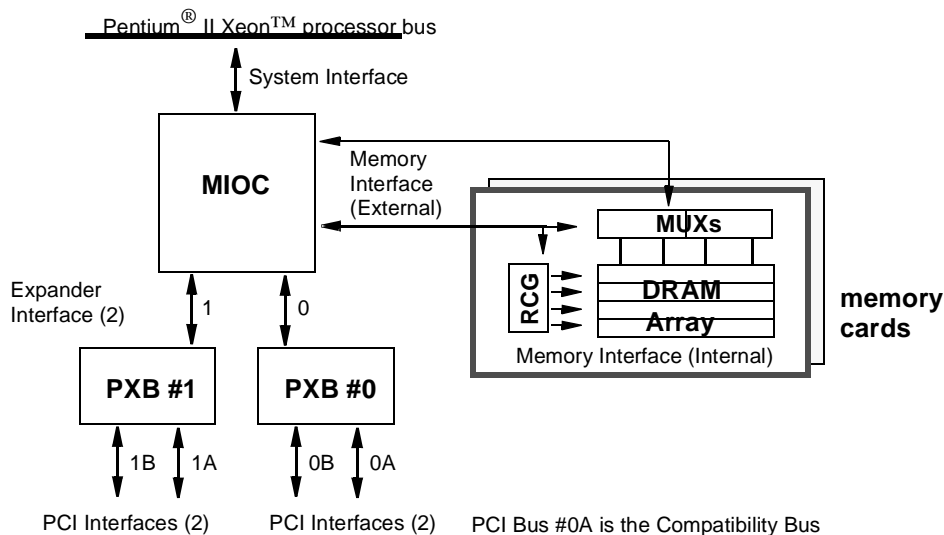 Pentium® II Xeon™ processor bus
System Interface
MIOC
Memory
Interface
(External)
MUXs
DRAM
Array
RCG
Memory Interface (Internal)
memory
cards
Expander
Interface (2)
1
0
PXB #1
PXB #0
1B
1A
0B
0A
PCI Interfaces (2)
PCI Interfaces (2)
PCI Bus #0A is the Compatibility Bus